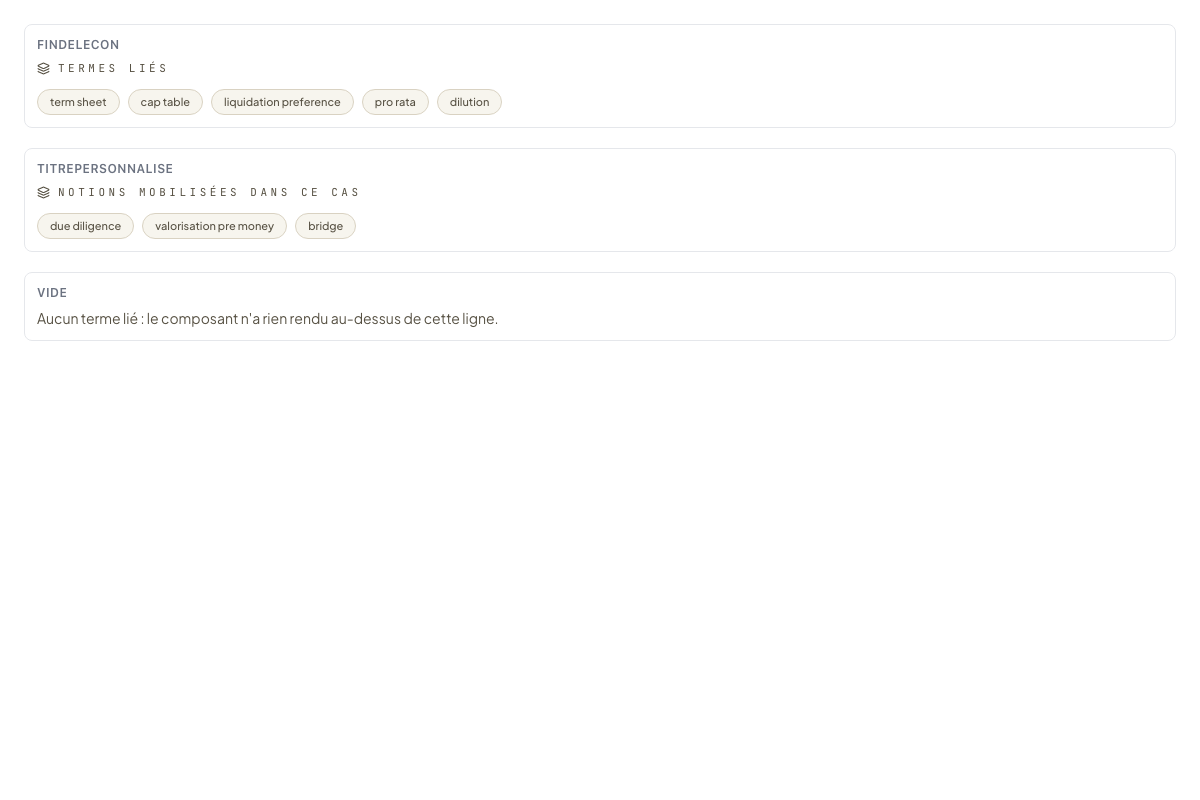 FINDELECON
TERMES LIÉS
term sheet cap table liquidation preference pro rata dilution
TITREPERSONNALISE
NOTIONS MOBILISÉES DANS CE CAS
due diligence valorisation pre money bridge
VIDE
Aucun terme lié : le composant n'a rien rendu au-dessus de cette ligne.